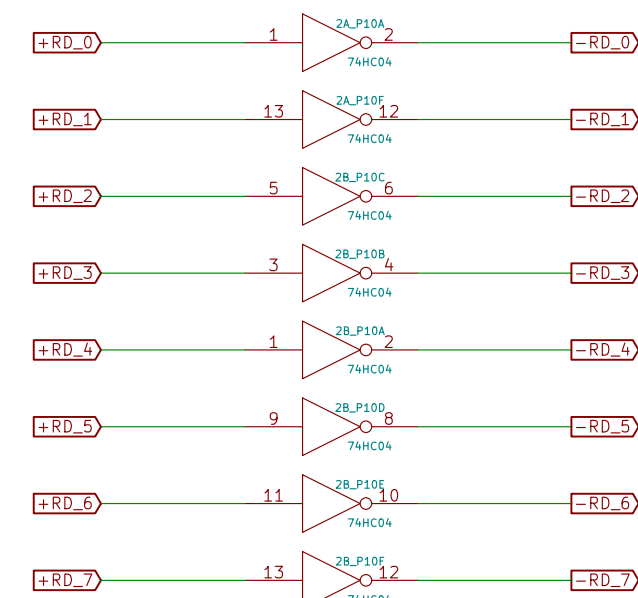 2A_P10A
+RD_0 1 2 -RD_0
74HC04
2A_P10F
+RD_1 13 12 -RD_1
74HC04
2B_P10C
+RD_2 5 6 -RD_2
74HC04
2B_P10B
+RD_3 3 4 -RD_3
74HC04
2B_P10A
+RD_4 1 2 -RD_4
74HC04
2B_P10D
+RD_5 9 8 -RD_5
74HC04
2B_P10E
+RD_6 11 10 -RD_6
74HC04
2B_P10F
+RD_7 13 12 -RD_7
74HC04